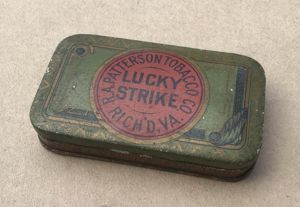 R.A. PATTERSON TOBACCO CO.
LUCKY
STRIKE
RICH'D. VA.